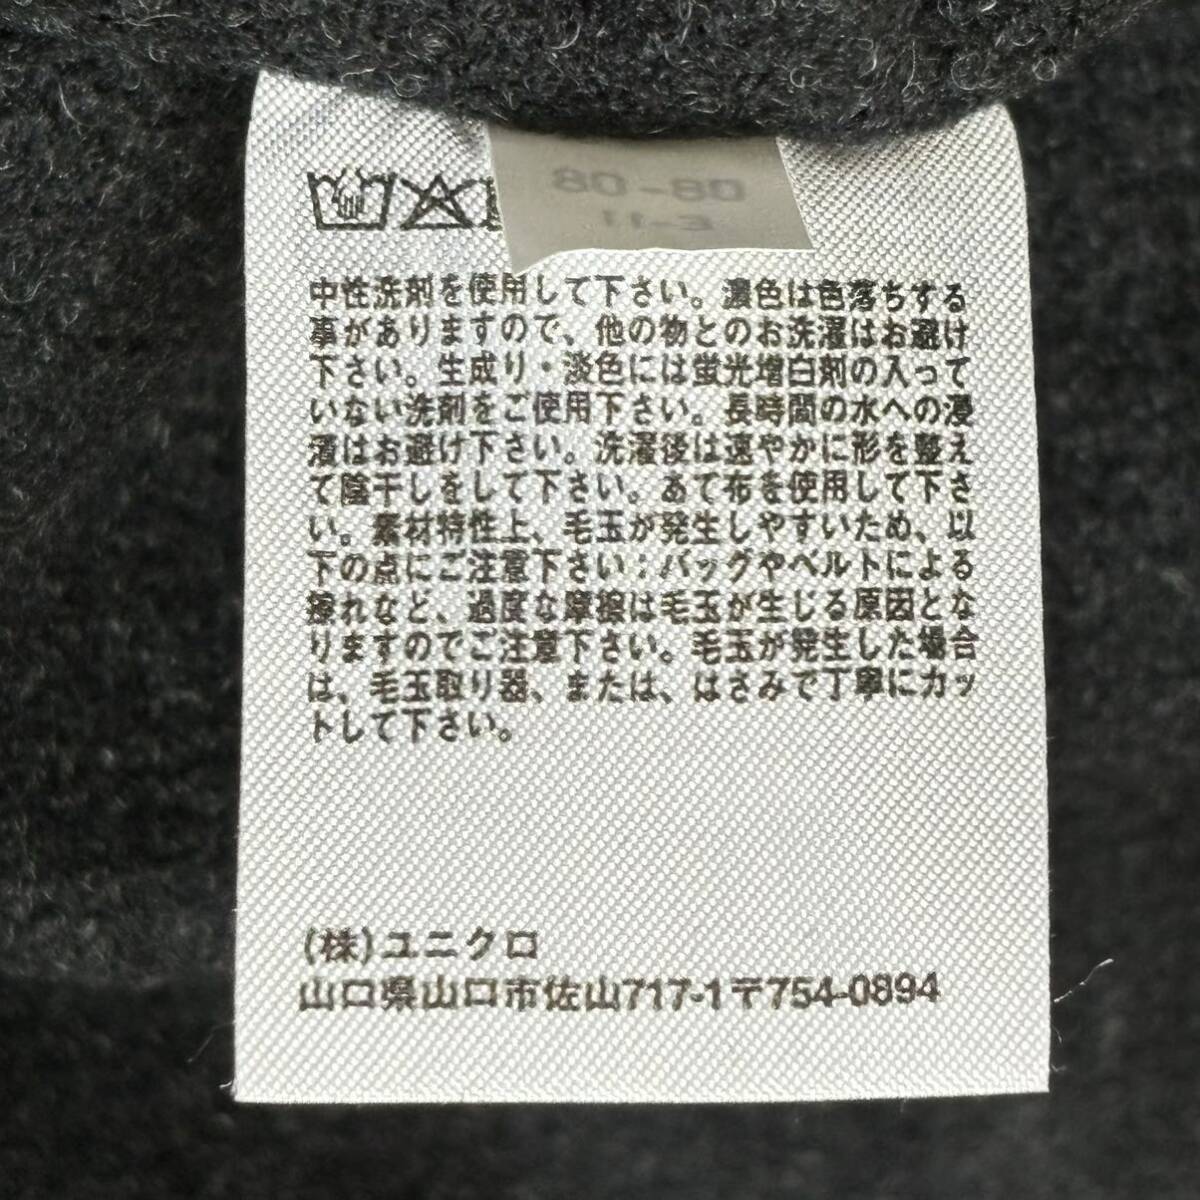 80-80
11-3
中性洗剤を使用して下さい。濃色は色落ちする
事がありますので、他の物とのお洗濯はお避け
下さい。生成り・淡色には蛍光増白剤の入って
いない洗剤をご使用下さい。長時間の水への浸
漬はお避け下さい。洗濯後は速やかに形を整え
て陰干しをして下さい。あて布を使用して下さ
い。素材特性上、毛玉が発生しやすいため、以
下の点にご注意下さい：バッグやベルトによる
擦れなど、過度な摩擦は毛玉が生じる原因とな
りますのでご注意下さい。毛玉が発生した場合
は、毛玉取り器、または、はさみで丁寧にカッ
トして下さい。
(株)ユニクロ
山口県山口市佐山717-1〒754-0894